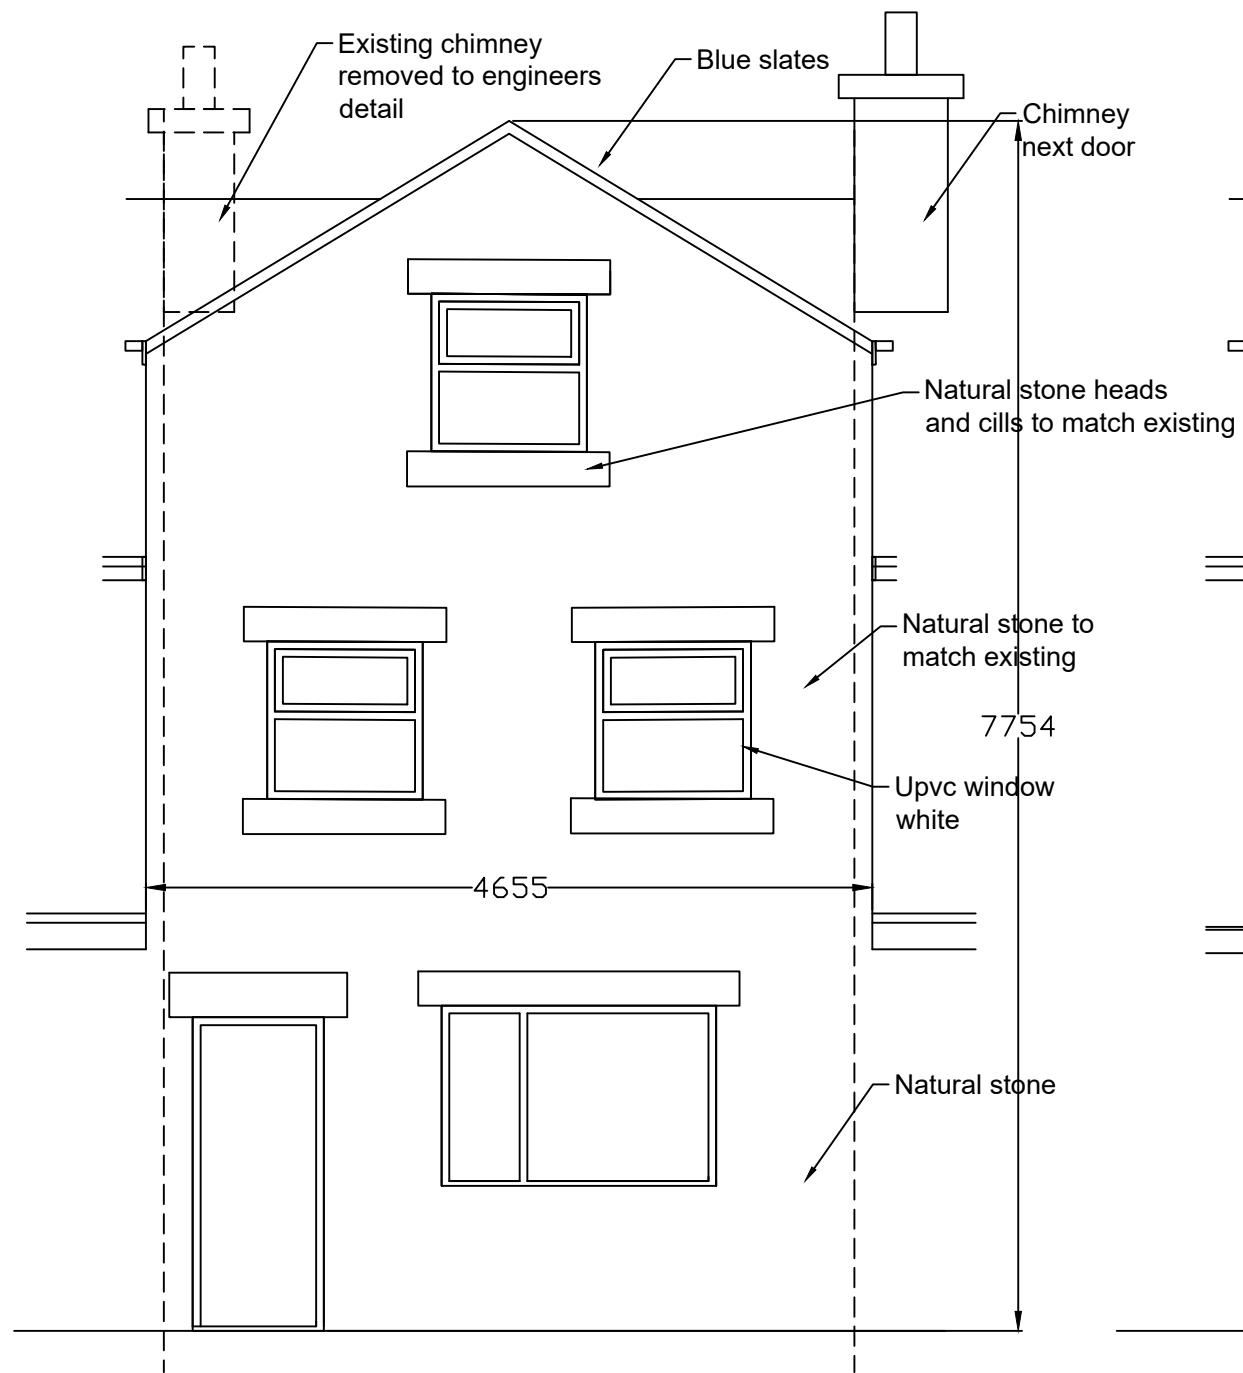 Existing chimney
removed to engineers
detail
Blue slates
Chimney
next door
Natural stone heads
and cills to match existing
Natural stone to
match existing
7754
Upvc window
white
4655
Natural stone